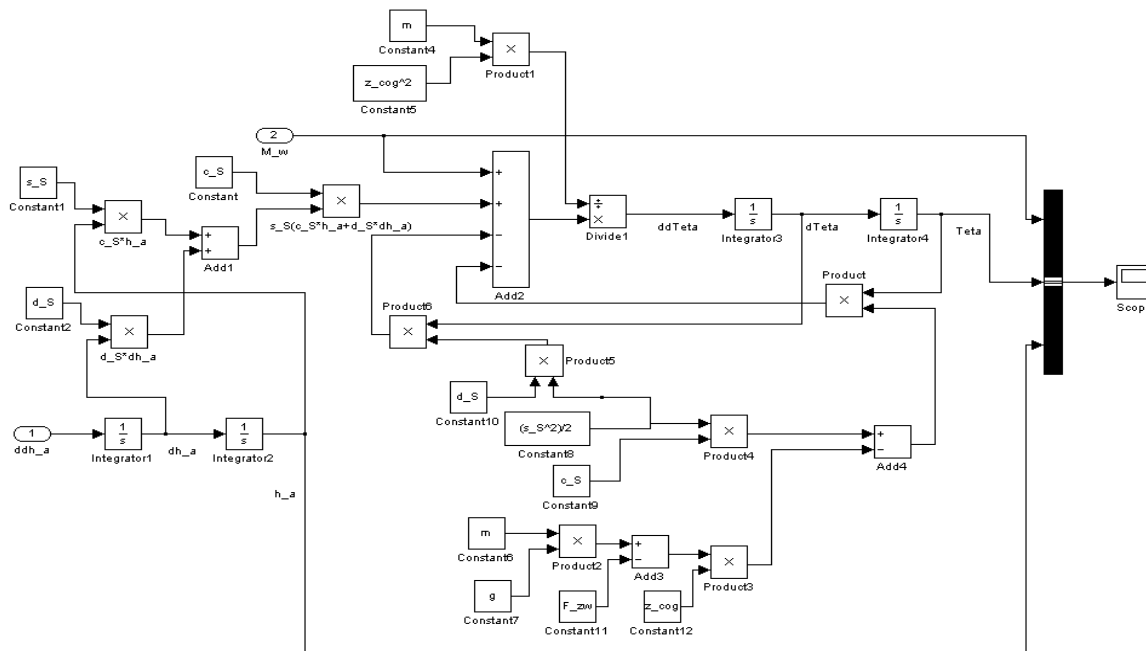 m
Constant4
×
Product1
z_cog^2
Constant5
2
M_w
s_S
Constant1
×
c_S*h_a
c_S
Constant
×
s_S(c_S*h_a+d_S*dh_a)
+
+
Add1
+
+
−
−
Add2
÷
×
Divide1
ddTeta
1
s
Integrator3
dTeta
1
s
Integrator4
Teta
Scop
d_S
Constant2
×
d_S*dh_a
Product6
×
Product
×
×
Product5
d_S
Constant10
(s_S^2)/2
Constant8
×
Product4
+
−
Add4
1
ddh_a
1
s
Integrator1
dh_a
1
s
Integrator2
h_a
c_S
Constant9
m
Constant6
×
Product2
+
−
Add3
×
Product3
g
Constant7
F_zw
Constant11
z_cog
Constant12